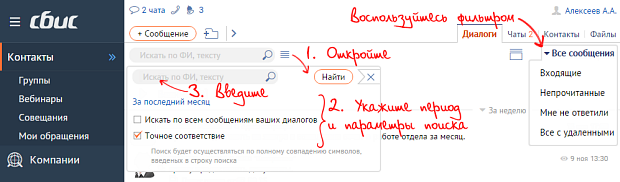 сбис
2 чата
3
Воспользуйтесь фильтром
Алексеев А.А.
+ Сообщение
Диалоги
Чаты 2
Контакты
Файлы
Искать по ФИ, тексту
1. Откройте
Все сообщения
Контакты
Искать по ФИ, тексту
Найти
Входящие
Группы
3. Введите
Непрочитанные
Вебинары
За последний месяц
2. Укажите период
и параметры поиска
За неделю
Мне не ответили
Совещания
Искать по всем сообщениям ваших диалогов
Все с удаленными
Мои обращения
Точное соответствие
боте отдела за месяц.
Компании
Поиск будет осуществляться по полному совпадению символов,
введеных в строку поиска
9 ноя 13:30